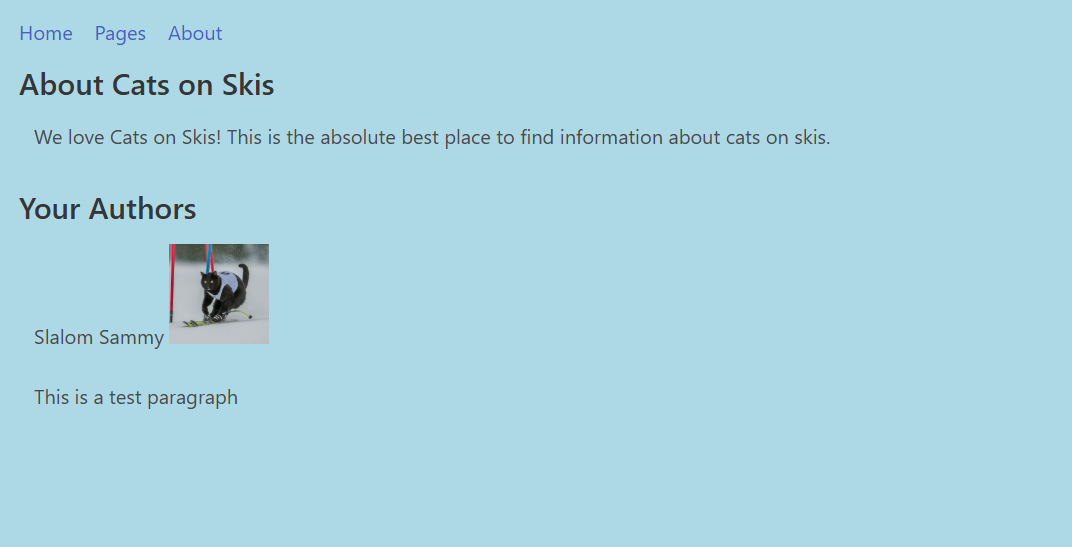 Home Pages About
About Cats on Skis
We love Cats on Skis! This is the absolute best place to find information about cats on skis.
Your Authors
Slalom Sammy
This is a test paragraph